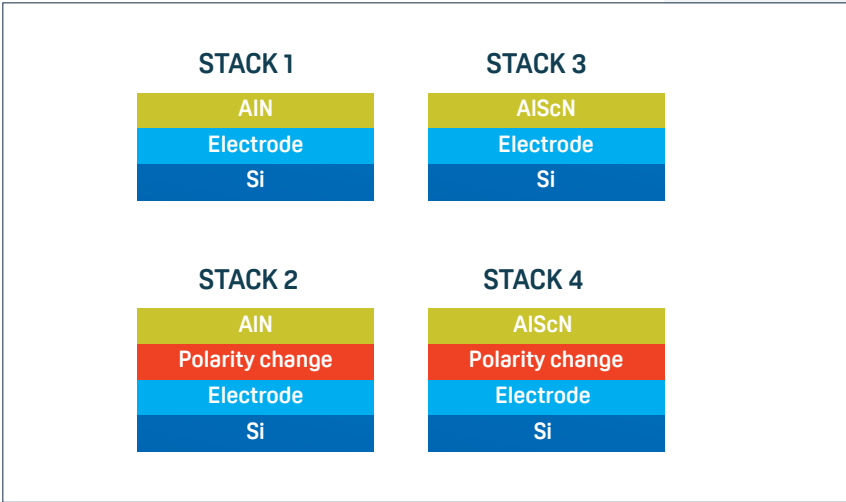 STACK 1
AlN
Electrode
Si
STACK 3
AlScN
Electrode
Si
STACK 2
AlN
Polarity change
Electrode
Si
STACK 4
AlScN
Polarity change
Electrode
Si